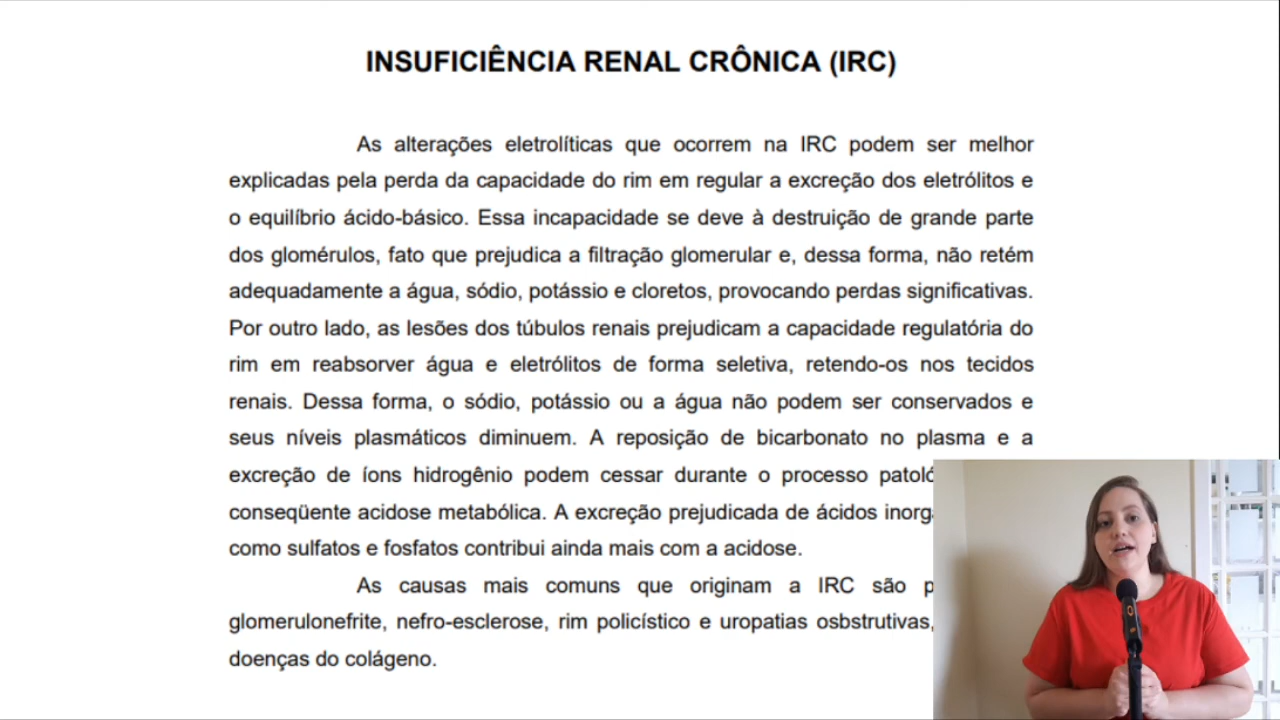 INSUFICIÊNCIA RENAL CRÔNICA (IRC)
As alterações eletrolíticas que ocorrem na IRC podem ser melhor
explicadas pela perda da capacidade do rim em regular a excreção dos eletrólitos e
o equilíbrio ácido-básico. Essa incapacidade se deve à destruição de grande parte
dos glomérulos, fato que prejudica a filtração glomerular e, dessa forma, não retém
adequadamente a água, sódio, potássio e cloretos, provocando perdas significativas.
Por outro lado, as lesões dos túbulos renais prejudicam a capacidade regulatória do
rim em reabsorver água e eletrólitos de forma seletiva, retendo-os nos tecidos
renais. Dessa forma, o sódio, potássio ou a água não podem ser conservados e
seus níveis plasmáticos diminuem. A reposição de bicarbonato no plasma e a
excreção de íons hidrogênio podem cessar durante o processo
conseqüente acidose metabólica. A excreção prejudicada de ácidos
como sulfatos e fosfatos contribui ainda mais com a acidose.
As causas mais comuns que originam a IRC são
glomerulonefrite, nefro-esclerose, rim policístico e uropatias osbstrutivas,
doenças do colágeno.